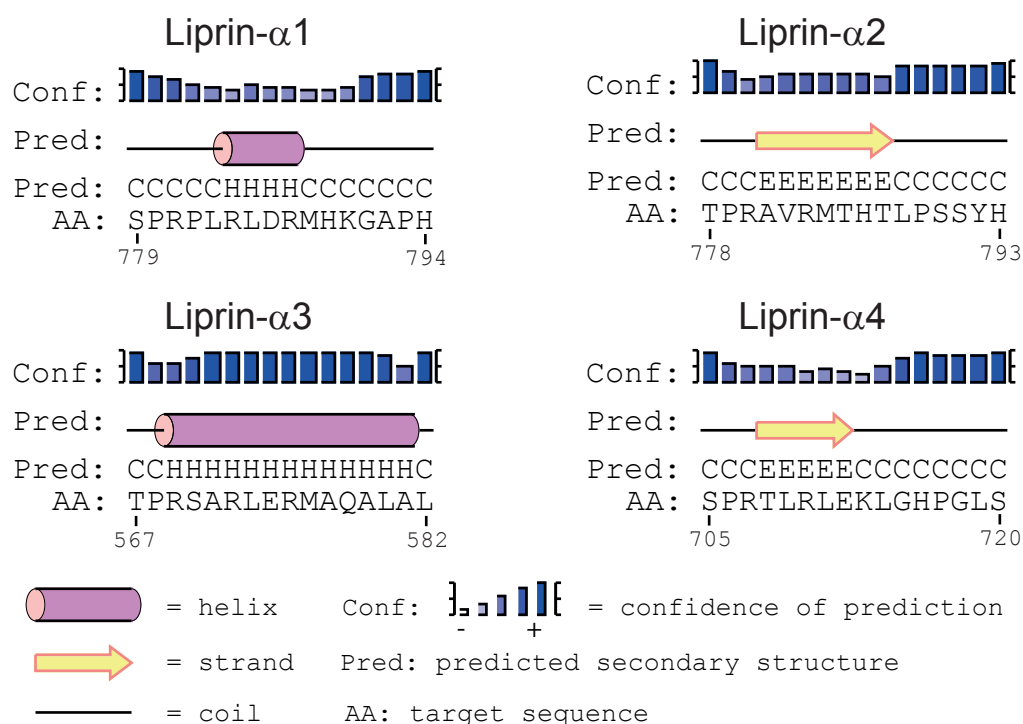 Liprin-α1
Conf:
Pred:
Pred: CCCCCHHHHCCCCCCC
AA: SPRPLRLDRMHKGAPH
779 794
Liprin-α2
Conf:
Pred:
Pred: CCCEEEEEEECCCCCC
AA: TPRAVRMTHTLPSSYH
778 793
Liprin-α3
Conf:
Pred:
Pred: CCHHHHHHHHHHHHHC
AA: TPRSARLERMAQALAL
567 582
Liprin-α4
Conf:
Pred:
Pred: CCCEEEEECCCCCCCC
AA: SPRTLRLEKLGHPGLS
705 720
= helix Conf: - + = confidence of prediction
= strand Pred: predicted secondary structure
= coil AA: target sequence